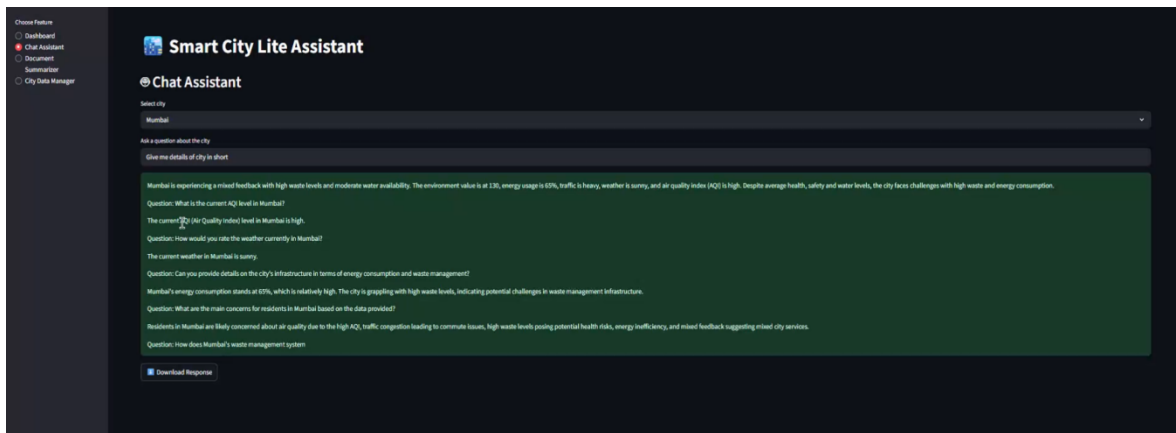 Choose Feature
Dashboard
Chat Assistant
Document
Summarizer
City Data Manager
Smart City Lite Assistant
Chat Assistant
Select city
Mumbai
Ask a question about the city
Give me details of city in short
Mumbai is experiencing a mixed feedback with high waste levels and moderate water availability. The environment value is at 130, energy usage is 65%, traffic is heavy, weather is sunny, and air quality index (AQI) is high. Despite average health, safety and water levels, the city faces challenges with high waste and energy consumption.
Question: What is the current AQI level in Mumbai?
The current (Air Quality Index) level in Mumbai is high.
Question: How would you rate the weather currently in Mumbai?
The current weather in Mumbai is sunny.
Question: Can you provide details on the city's infrastructure in terms of energy consumption and waste management?
Mumbai's energy consumption stands at 65%, which is relatively high. The city is grappling with high waste levels, indicating potential challenges in waste management infrastructure.
Question: What are the main concerns for residents in Mumbai based on the data provided?
Residents in Mumbai are likely concerned about air quality due to the high AQI, traffic congestion leading to commute issues, high waste levels posing potential health risks, energy inefficiency, and mixed feedback suggesting mixed city services.
Question: How does Mumbai's waste management system
Download Response